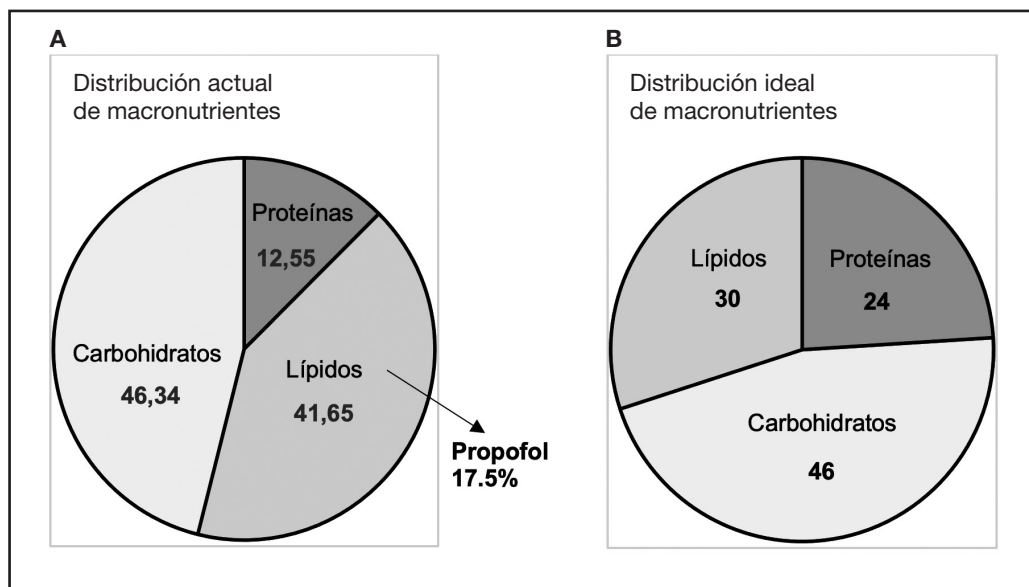 A
Distribución actual
de macronutrientes
Proteínas
12,55
Carbohidratos
46,34
Lípidos
41,65
Propofol
17.5%
B
Distribución ideal
de macronutrientes
Lípidos
30
Proteínas
24
Carbohidratos
46